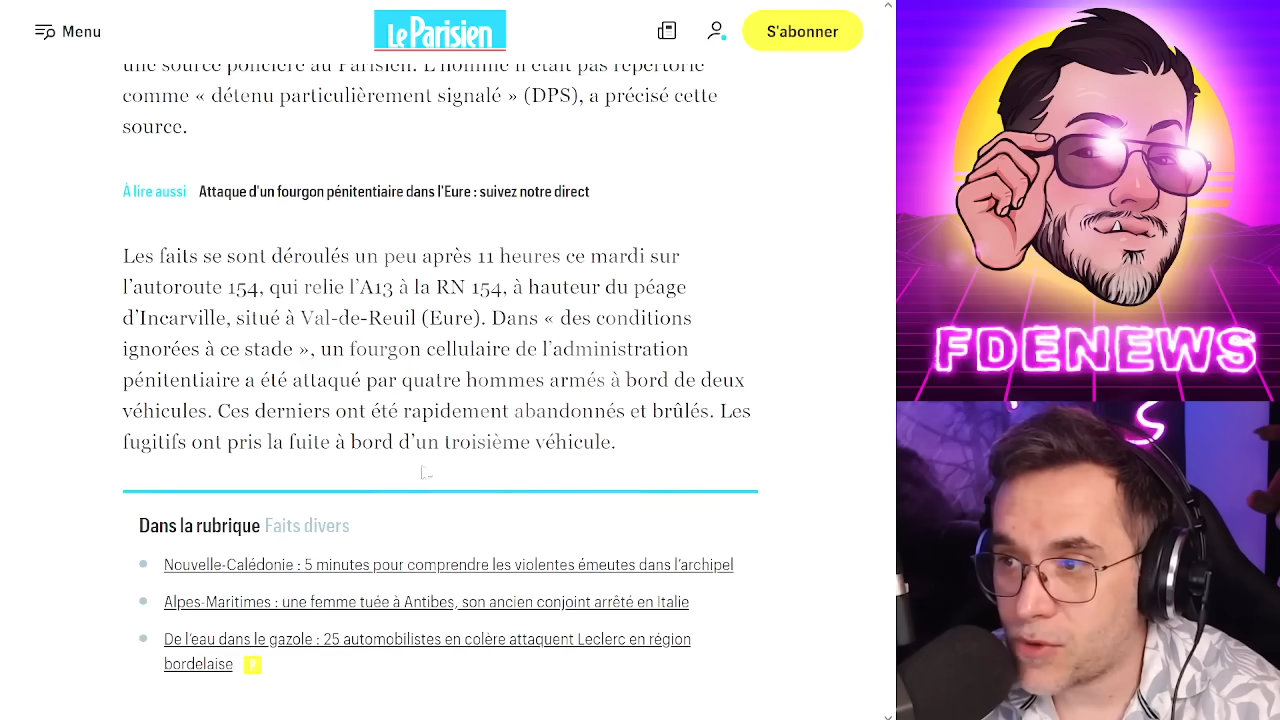 Menu
Le Parisien
S'abonner
une source policière au Parisien. L'homme n'était pas répertorié
comme « détenu particulièrement signalé » (DPS), a précisé cette
source.
À lire aussi Attaque d'un fourgon pénitentiaire dans l'Eure : suivez notre direct
Les faits se sont déroulés un peu après 11 heures ce mardi sur
l'autoroute 154, qui relie l'A13 à la RN 154, à hauteur du péage
d'Incarville, situé à Val-de-Reuil (Eure). Dans « des conditions
ignorées à ce stade », un fourgon cellulaire de l'administration
pénitentiaire a été attaqué par quatre hommes armés à bord de deux
véhicules. Ces derniers ont été rapidement abandonnés et brûlés. Les
fugitifs ont pris la fuite à bord d'un troisième véhicule.
Dans la rubrique Faits divers
Nouvelle-Calédonie : 5 minutes pour comprendre les violentes émeutes dans l'archipel
Alpes-Maritimes : une femme tuée à Antibes, son ancien conjoint arrêté en Italie
De l'eau dans le gazole : 25 automobilistes en colère attaquent Leclerc en région
bordelaise P
FDENEWS